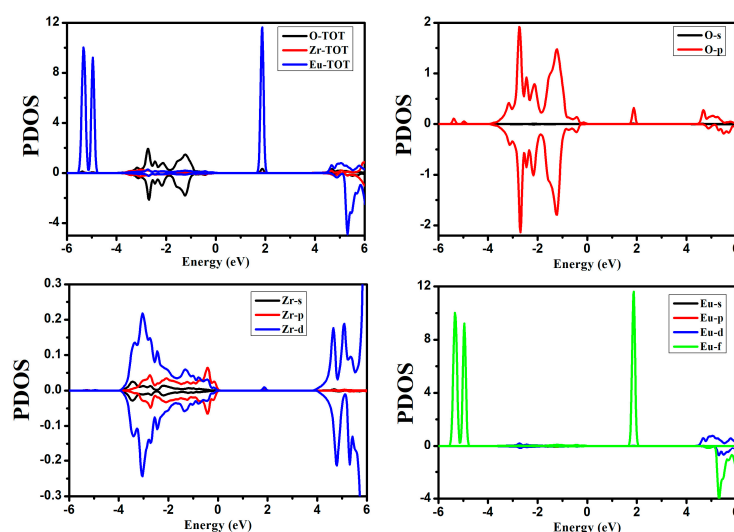 PDOS
12
8
4
0
-4
-6 -4 -2 0 2 4 6
Energy (eV)
O-TOT
Zr-TOT
Eu-TOT
PDOS
2
1
0
-1
-2
-6 -4 -2 0 2 4 6
Energy (eV)
O-s
O-p
PDOS
0.3
0.2
0.1
0.0
-0.1
-0.2
-0.3
-6 -4 -2 0 2 4 6
Energy (eV)
Zr-s
Zr-p
Zr-d
PDOS
12
8
4
0
-4
-6 -4 -2 0 2 4 6
Energy (eV)
Eu-s
Eu-p
Eu-d
Eu-f